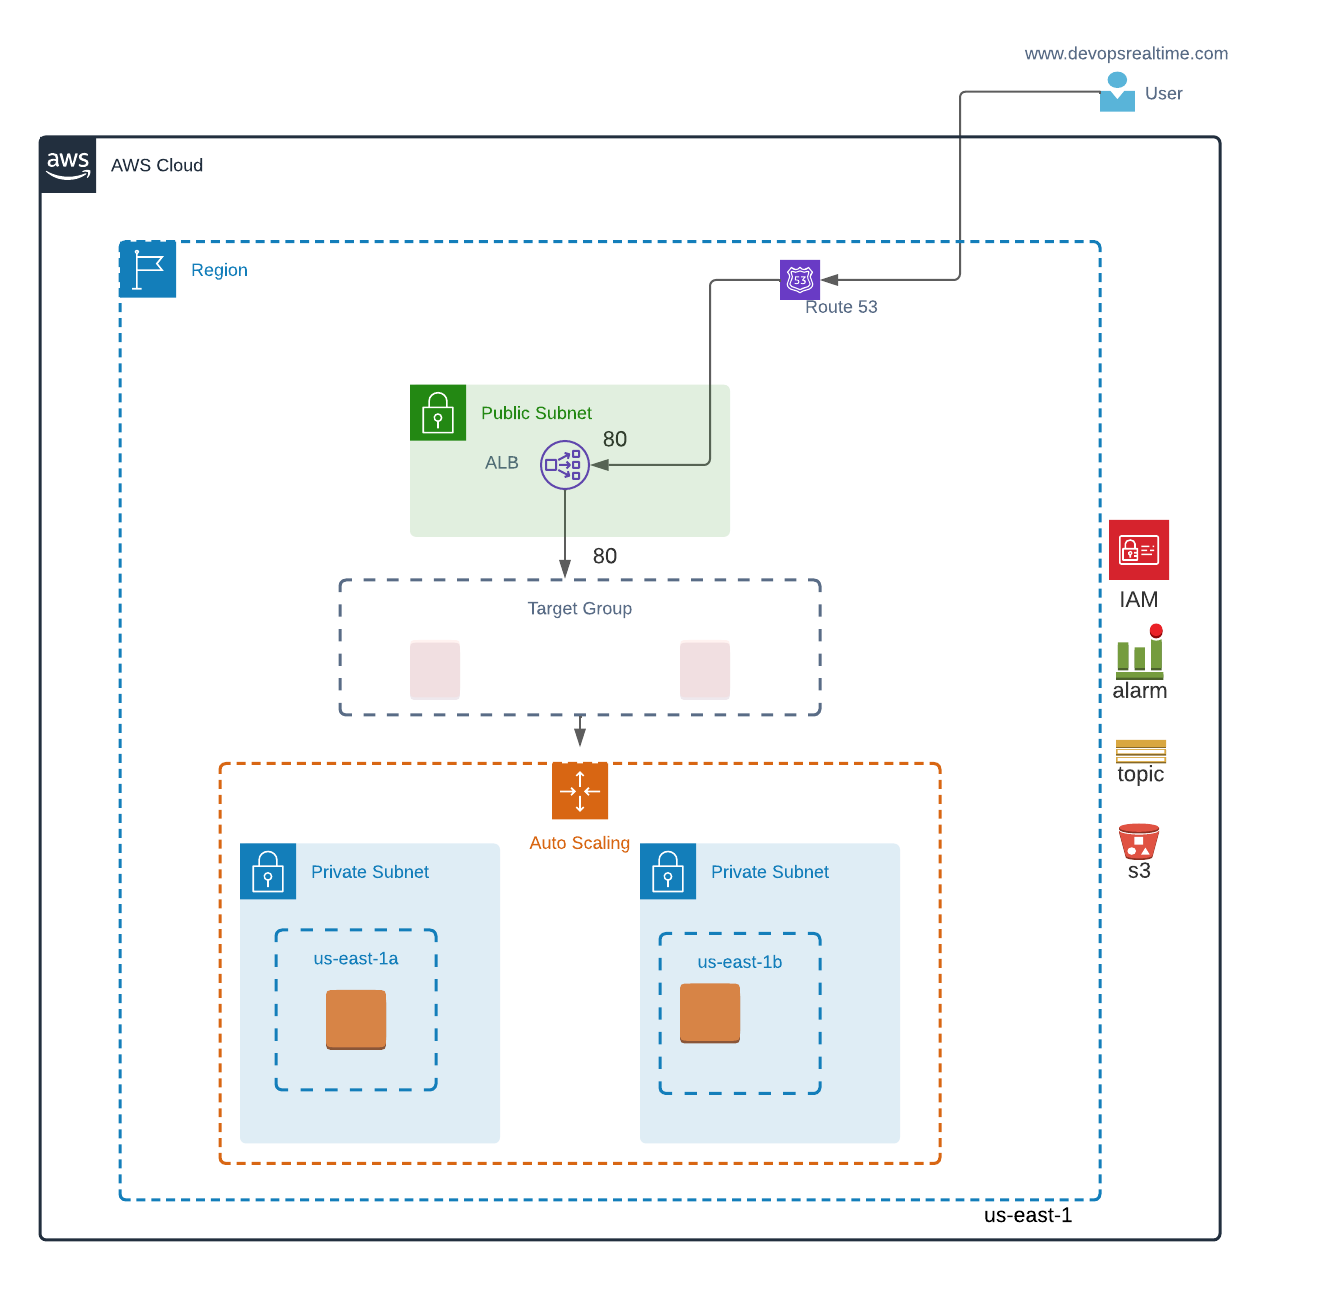 www.devopsrealtime.com
User
aws
AWS Cloud
Region
53
Route 53
Public Subnet
80
ALB
80
Target Group
IAM
alarm
topic
s3
Auto Scaling
Private Subnet
Private Subnet
us-east-1a
us-east-1b
us-east-1